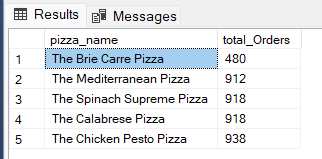 Results Messages
pizza_name total_Orders
1 The Brie Carre Pizza 480
2 The Mediterranean Pizza 912
3 The Spinach Supreme Pizza 918
4 The Calabrese Pizza 918
5 The Chicken Pesto Pizza 938